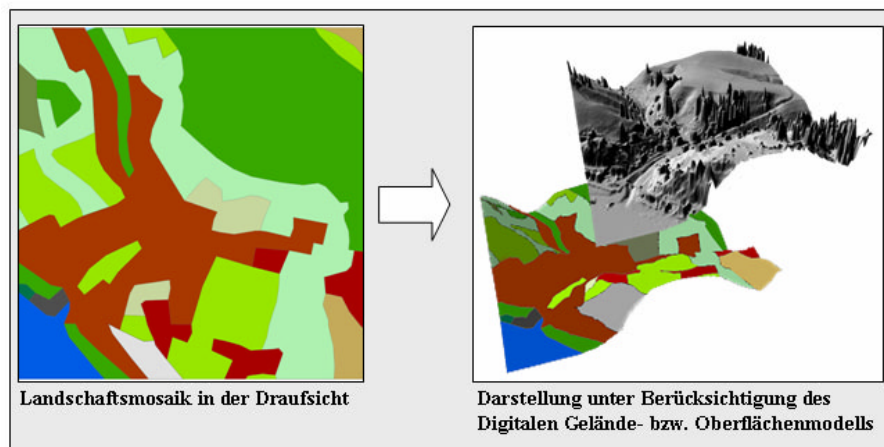 Landschaftsmosaik in der Draufsicht
Darstellung unter Berücksichtigung des
Digitalen Gelände- bzw. Oberflächenmodells